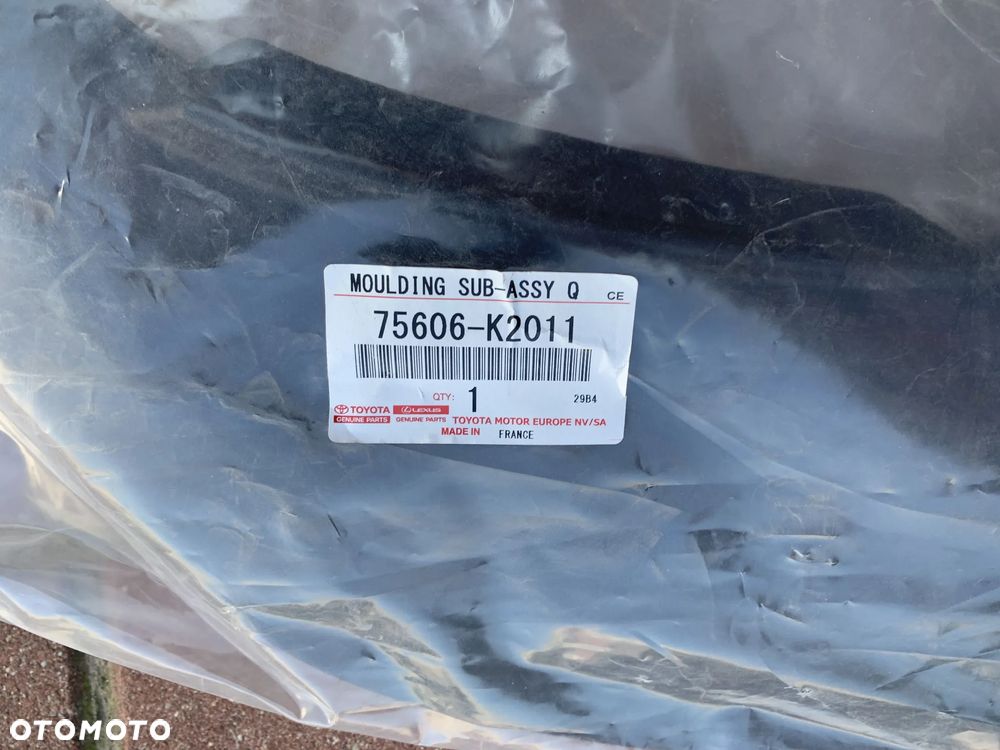 MOULDING SUB-ASSY Q CE
75606-K2011
QTY: 1 29B4
TOYOTA LEXUS
GENUINE PARTS GENUINE PARTS TOYOTA MOTOR EUROPE NV/SA
MADE IN FRANCE
OTOMOTO